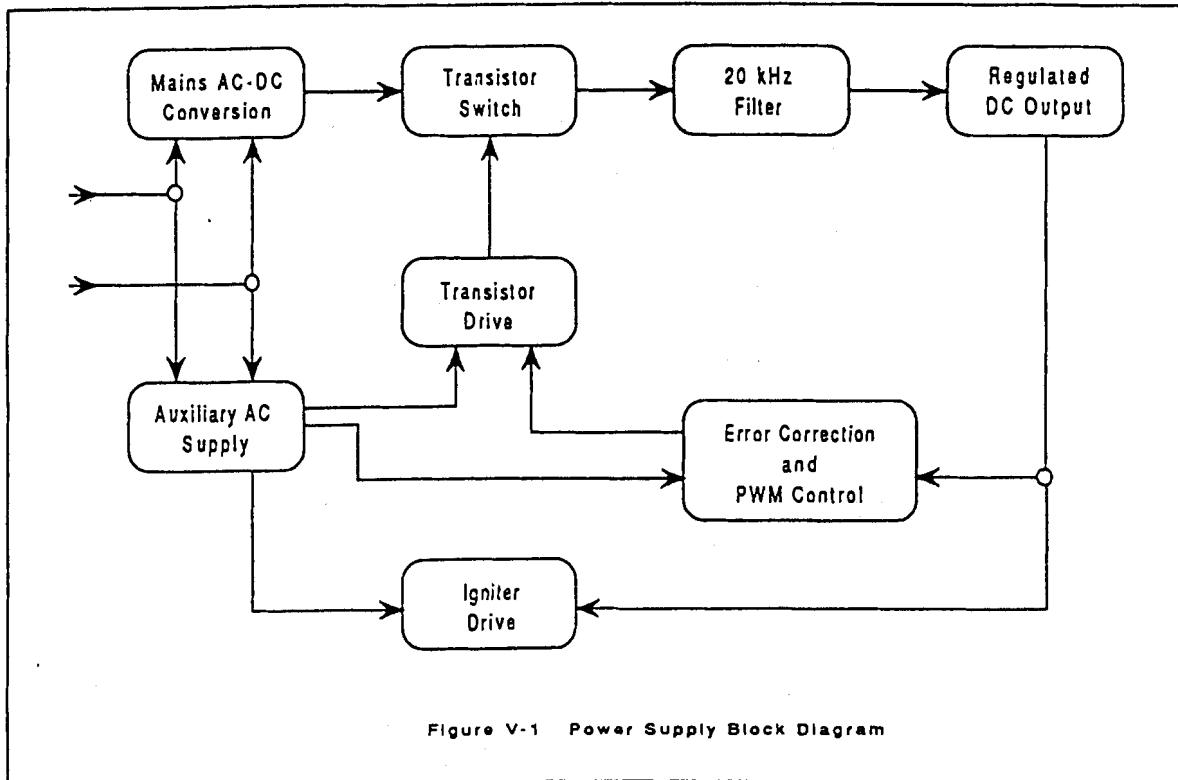 Mains AC-DC
Conversion
Transistor
Switch
20 kHz
Filter
Regulated
DC Output
Transistor
Drive
Auxiliary AC
Supply
Error Correction
and
PWM Control
Igniter
Drive
Figure V-1 Power Supply Block Diagram